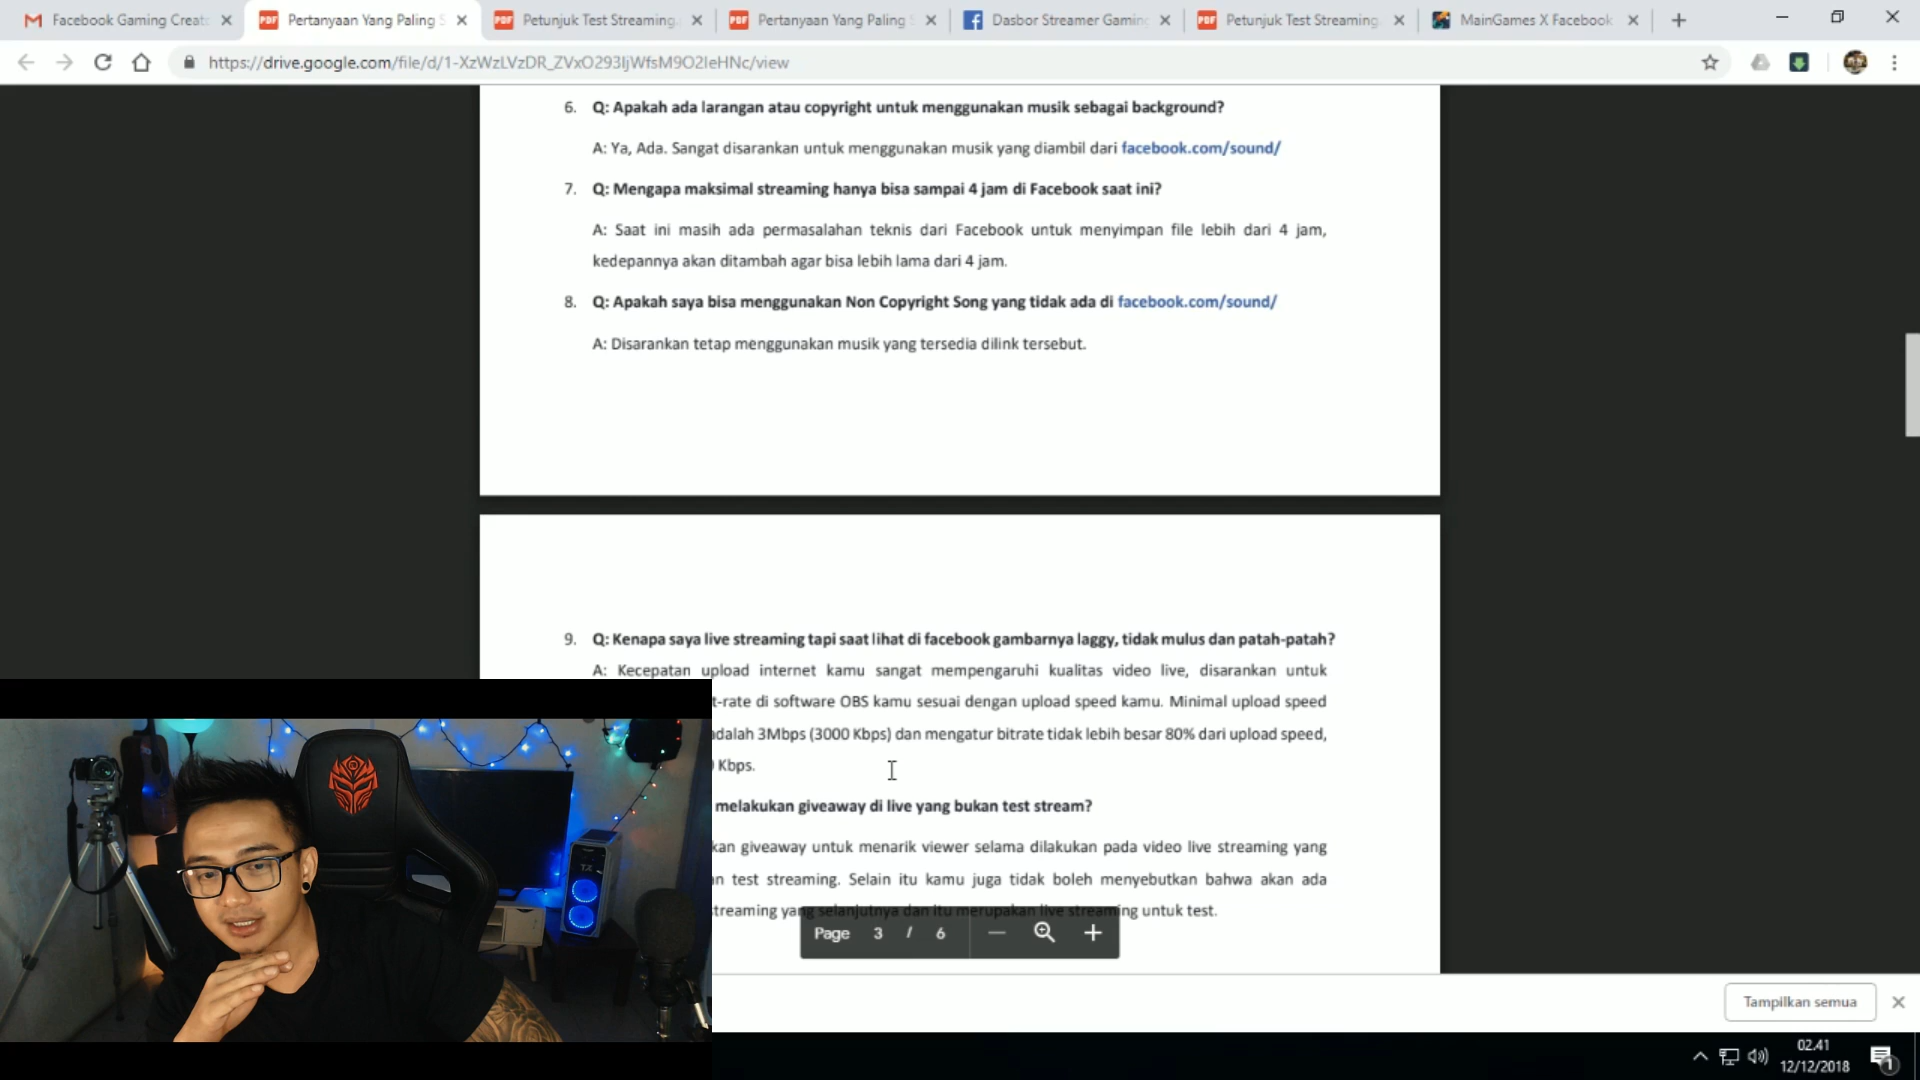 Facebook Gaming Creat
Pertanyaan Yang Paling S
Petunjuk Test Streaming.
Pertanyaan Yang Paling S
Dasbor Streamer Gaming
Petunjuk Test Streaming.
MainGames X Facebook
https://drive.google.com/file/d/1-XzWzLVzDR_ZVxO293IjWfsM9O2IeHNc/view
6. Q: Apakah ada larangan atau copyright untuk menggunakan musik sebagai background?
A: Ya, Ada. Sangat disarankan untuk menggunakan musik yang diambil dari facebook.com/sound/
7. Q: Mengapa maksimal streaming hanya bisa sampai 4 jam di Facebook saat ini?
A: Saat ini masih ada permasalahan teknis dari Facebook untuk menyimpan file lebih dari 4 jam,
kedepannya akan ditambah agar bisa lebih lama dari 4 jam.
8. Q: Apakah saya bisa menggunakan Non Copyright Song yang tidak ada di facebook.com/sound/
A: Disarankan tetap menggunakan musik yang tersedia dilink tersebut.
9. Q: Kenapa saya live streaming tapi saat lihat di facebook gambarnya laggy, tidak mulus dan patah-patah?
A: Kecepatan upload internet kamu sangat mempengaruhi kualitas video live, disarankan untuk
t-rate di software OBS kamu sesuai dengan upload speed kamu. Minimal upload speed
dalah 3Mbps (3000 Kbps) dan mengatur bitrate tidak lebih besar 80% dari upload speed,
Kbps.
melakukan giveaway di live yang bukan test stream?
kan giveaway untuk menarik viewer selama dilakukan pada video live streaming yang
n test streaming. Selain itu kamu juga tidak boleh menyebutkan bahwa akan ada
treaming yang selanjutnya dan itu merupakan live streaming untuk test.
Page 3 / 6
Tampilkan semua
02.41
12/12/2018
1